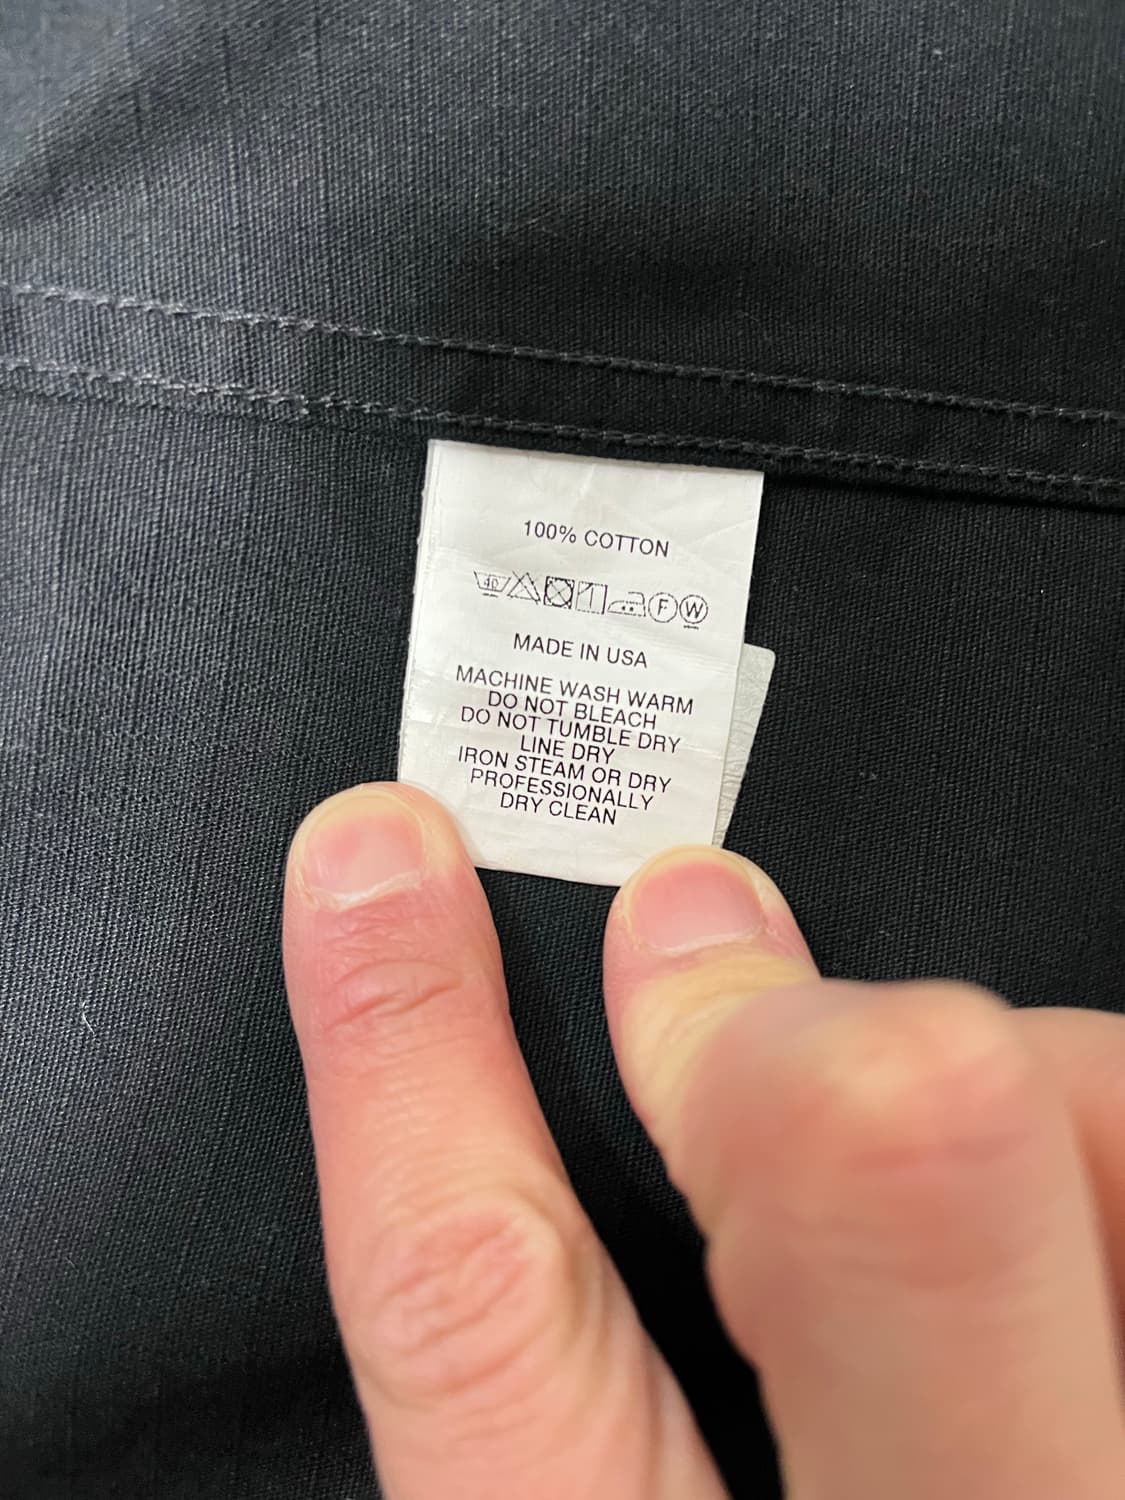 100% COTTON
40 F W
MADE IN USA
MACHINE WASH WARM
DO NOT BLEACH
DO NOT TUMBLE DRY
LINE DRY
IRON STEAM OR DRY
PROFESSIONALLY
DRY CLEAN